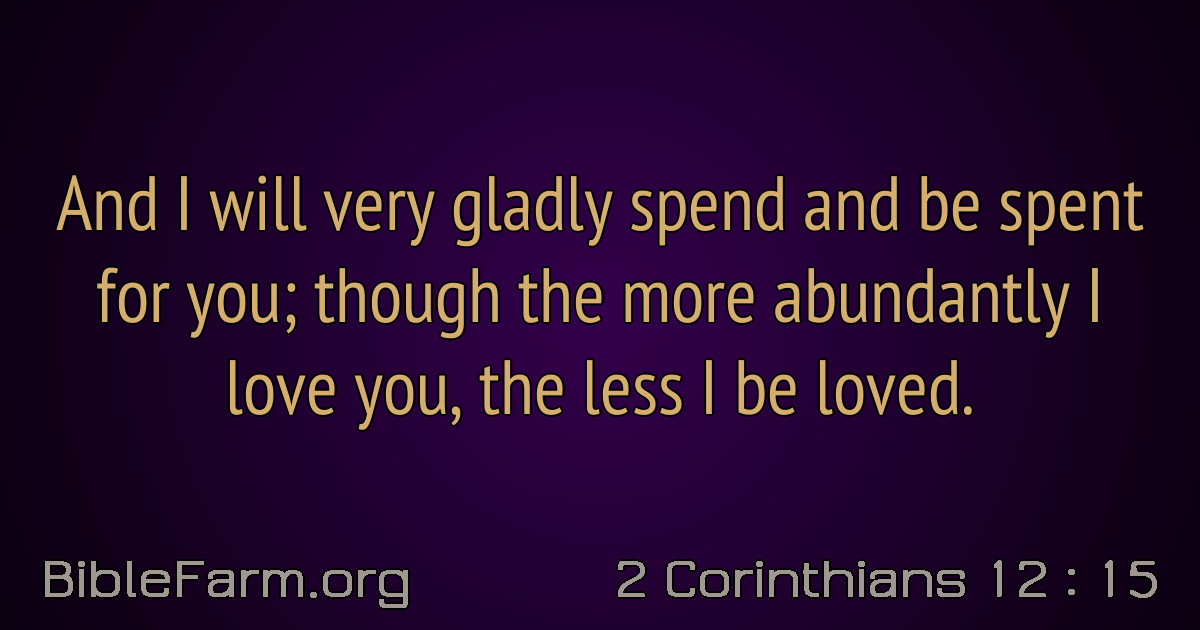 And I will very gladly spend and be spent
for you; though the more abundantly I
love you, the less I be loved.
BibleFarm.org
2 Corinthians 12 : 15